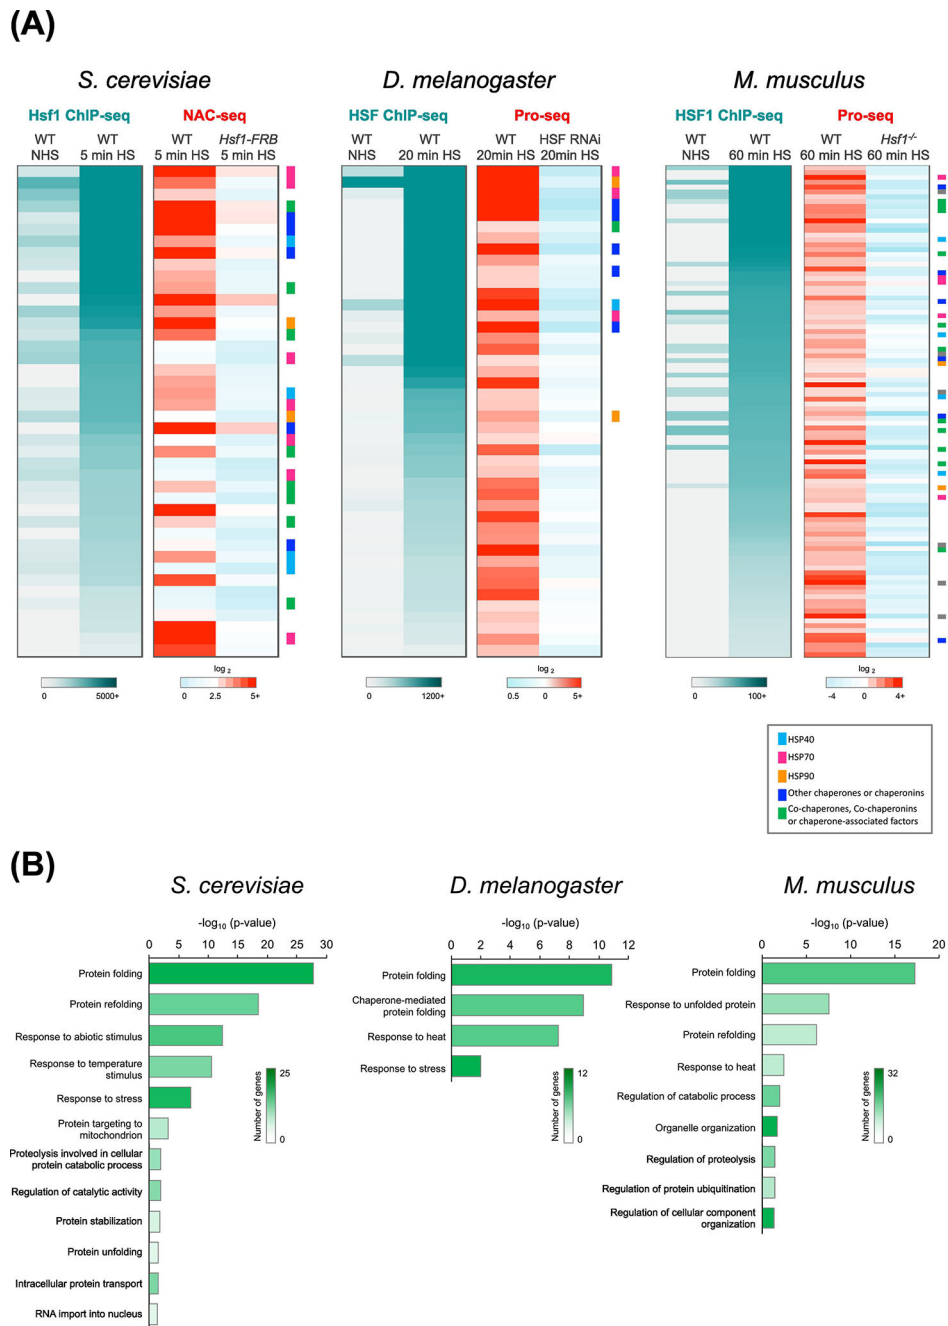 (A)
S. cerevisiae
D. melanogaster
M. musculus
Hsf1 ChIP-seq
NAC-seq
HSF ChIP-seq
Pro-seq
HSF1 ChIP-seq
Pro-seq
WT
NHS
WT
5 min HS
WT
5 min HS
Hsf1-FRB
5 min HS
WT
NHS
WT
20 min HS
WT
20min HS
HSF RNAi
20min HS
WT
NHS
WT
60 min HS
WT
60 min HS
Hsf1-/-
60 min HS
log 2
log 2
log 2
0
5000+
0
2.5
5+
0
1200+
0.5
0
5+
0
100+
-4
0
4+
HSP40
HSP70
HSP90
Other chaperones or chaperonins
Co-chaperones, Co-chaperonins
or chaperone-associated factors
(B)
S. cerevisiae
-log10 (p-value)
0 5 10 15 20 25 30
Protein folding
Protein refolding
Response to abiotic stimulus
Response to temperature
stimulus
Response to stress
Protein targeting to
mitochondrion
Proteolysis involved in cellular
protein catabolic process
Regulation of catalytic activity
Protein stabilization
Protein unfolding
Intracellular protein transport
RNA import into nucleus
Number of genes
25
0
D. melanogaster
-log10 (p-value)
0 2 4 6 8 10 12
Protein folding
Chaperone-mediated
protein folding
Response to heat
Response to stress
Number of genes
12
0
M. musculus
-log10 (p-value)
0 5 10 15 20
Protein folding
Response to unfolded protein
Protein refolding
Response to heat
Regulation of catabolic process
Organelle organization
Regulation of proteolysis
Regulation of protein ubiquitination
Regulation of cellular component
organization
Number of genes
32
0